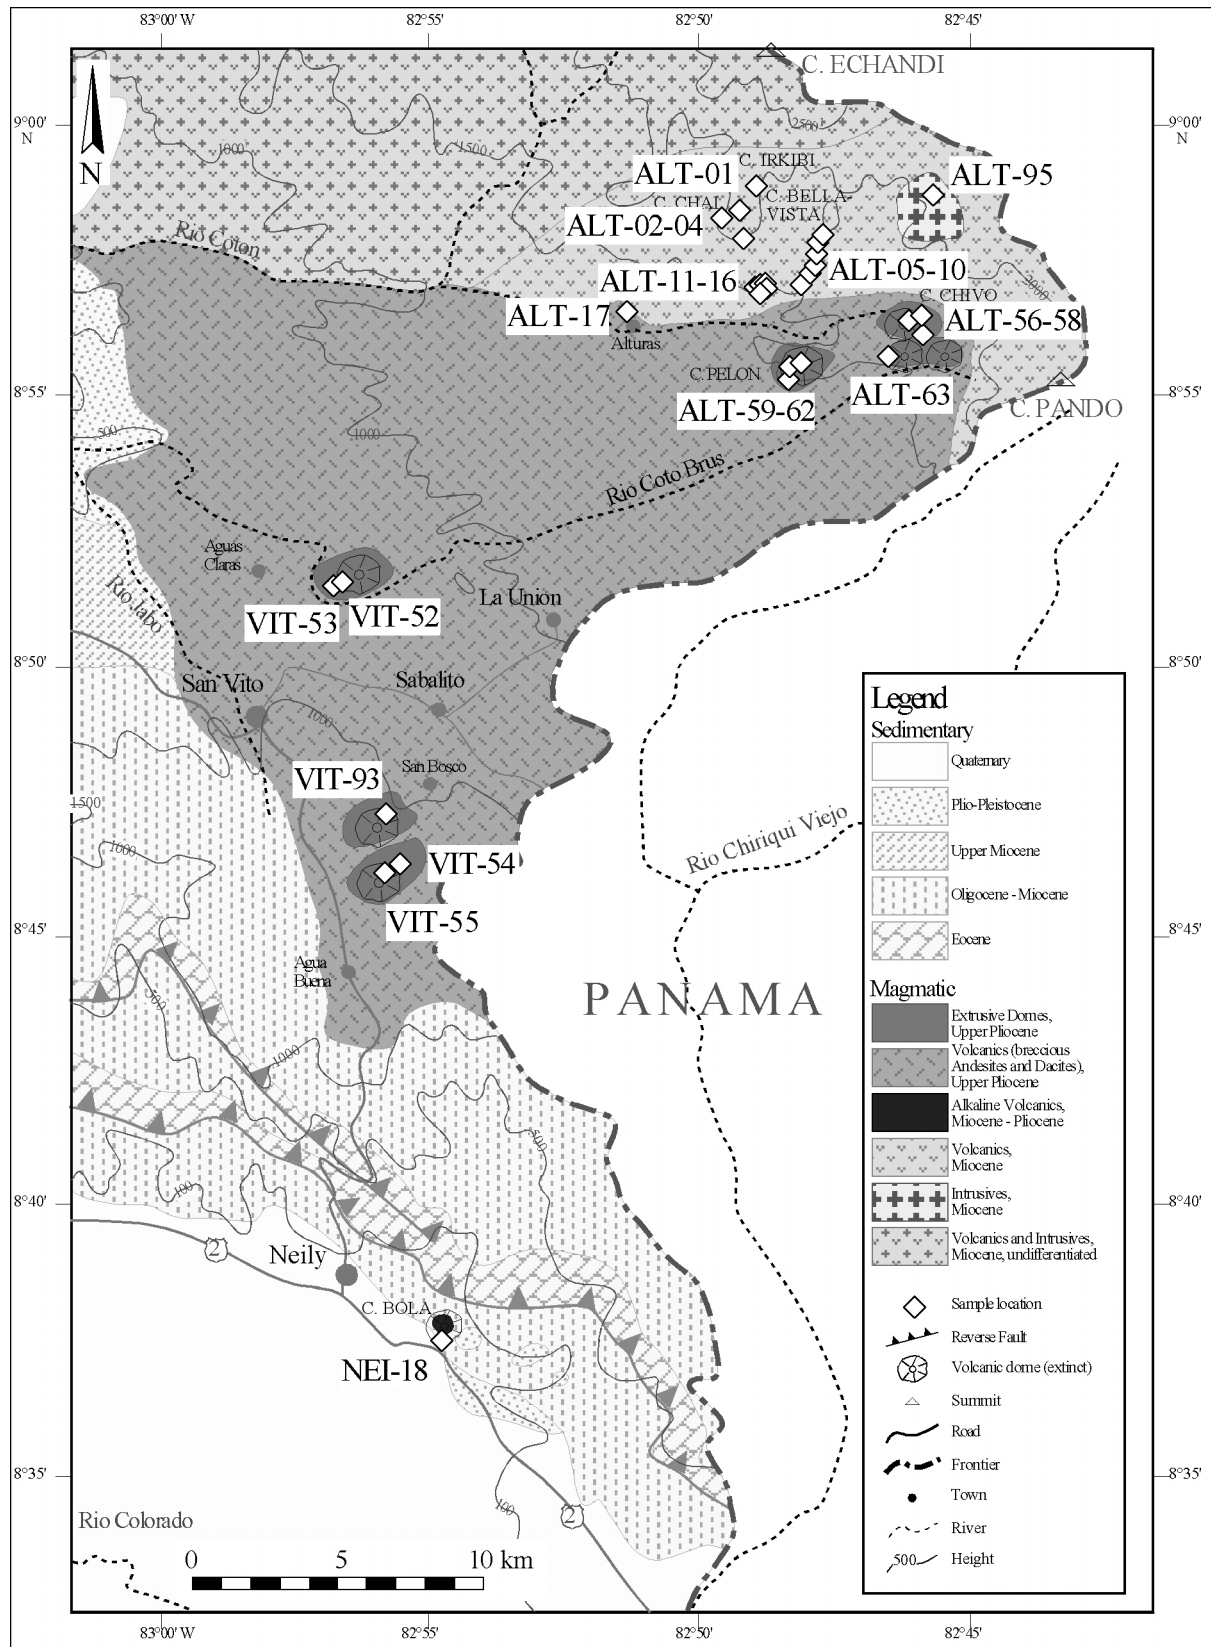 83°00' W
82°55'
82°50'
82°45'
C. ECHANDI
9°00'
N
9°00'
N
N
2500
1000
1500
C. IRKIBI
ALT-01
ALT-95
C. CHAI
C. BELLA-
VISTA
ALT-02-04
Rio Coton
ALT-11-16
ALT-05-10
2000
C. CHIVO
ALT-17
ALT-56-58
Alturas
C. PELON
8°55'
8°55'
ALT-63
ALT-59-62
C. PANDO
500
1000
Rio Coto Brus
Aguas
Claras
Rio Jabo
La Union
VIT-53
VIT-52
8°50'
8°50'
San Vito
Sabalito
1000
San Bosco
VIT-93
1500
1000
Rio Chiriqui Viejo
VIT-54
VIT-55
8°45'
8°45'
Agua
Buena
500
PANAMA
1000
500
100
8°40'
8°40'
2
Neily
C. BOLA
NEI-18
8°35'
8°35'
100
2
Rio Colorado
0
5
10 km
Legend
Sedimentary
Quaternary
Plio-Pleistocene
Upper Miocene
Oligocene - Miocene
Eocene
Magmatic
Extrusive Domes,
Upper Pliocene
Volcanics (breccious
Andesites and Dacites),
Upper Pliocene
Alkaline Volcanics,
Miocene - Pliocene
Volcanics,
Miocene
Intrusives,
Miocene
Volcanics and Intrusives,
Miocene, undifferentiated
Sample location
Reverse Fault
Volcanic dome (extinct)
Summit
Road
Frontier
Town
River
500
Height
83°00' W
82°55'
82°50'
82°45'